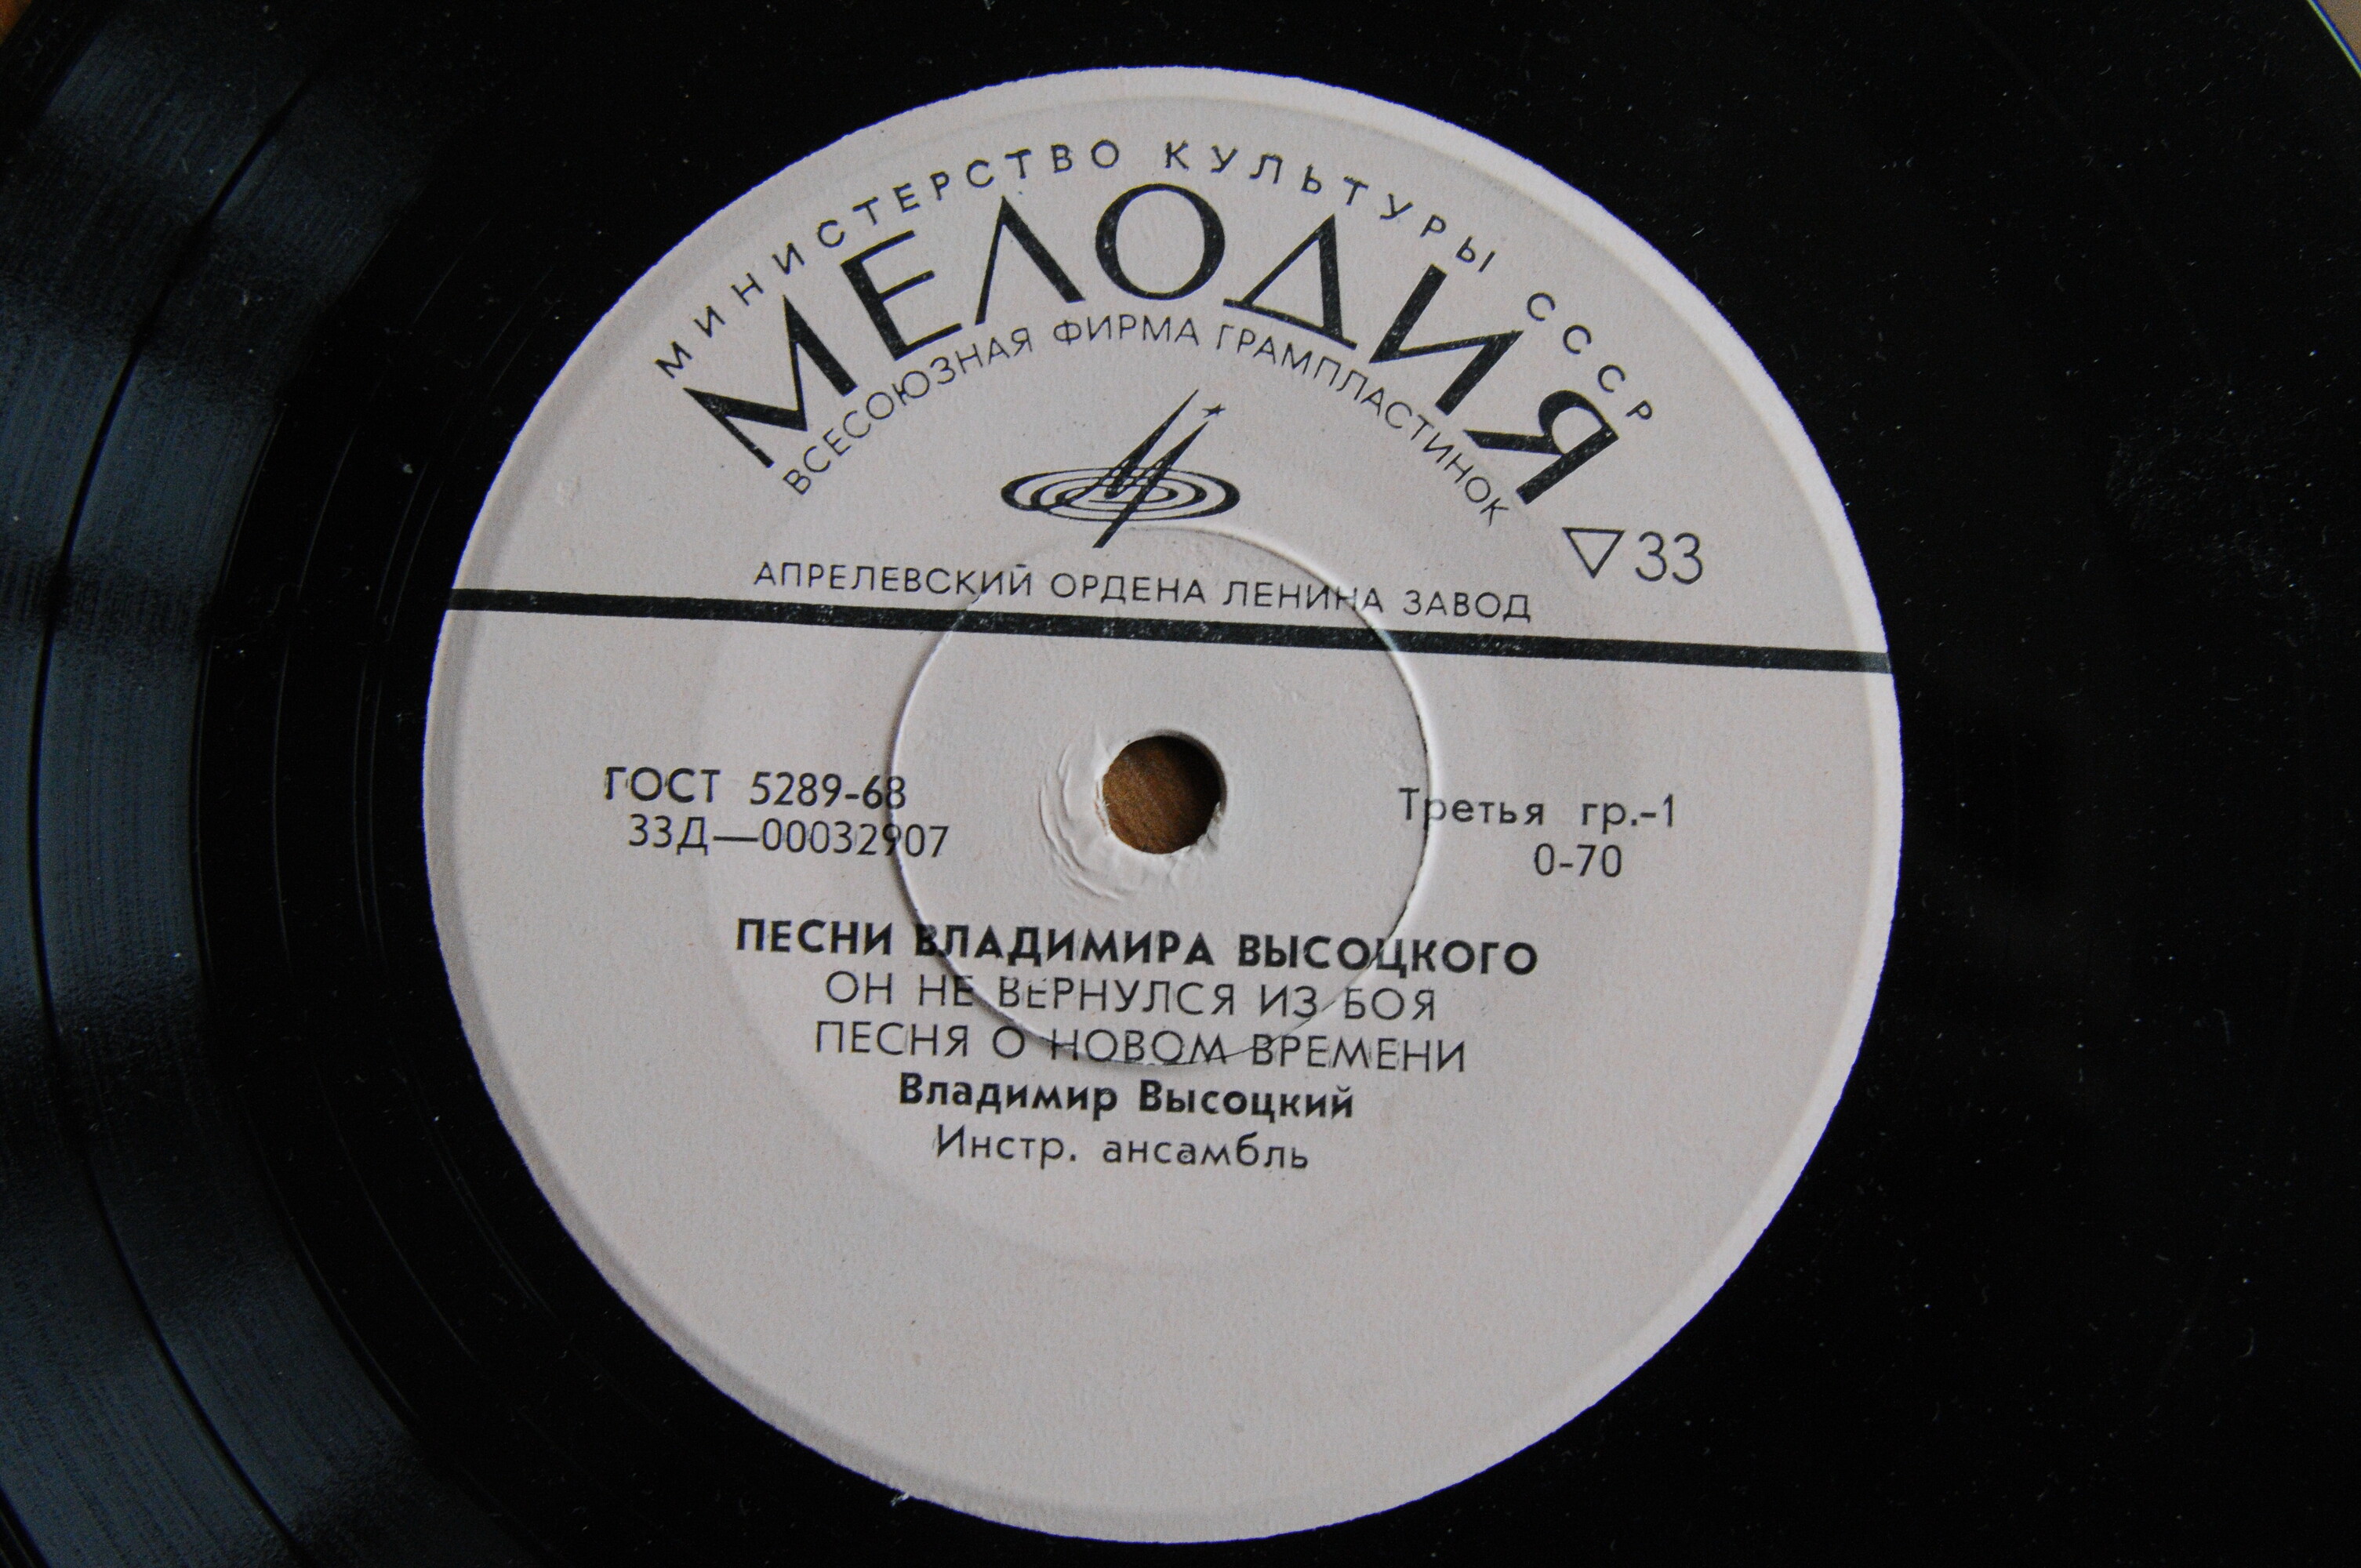 МИНИСТЕРСТВО КУЛЬТУРЫ СССР
МЕЛОДИЯ
ВСЕСОЮЗНАЯ ФИРМА ГРАМПЛАСТИНОК
▽33
АПРЕЛЕВСКИЙ ОРДЕНА ЛЕНИНА ЗАВОД
ГОСТ 5289-68
33Д—00032907
Третья гр.-1
0-70
ПЕСНИ ВЛАДИМИРА ВЫСОЦКОГО
ОН НЕ ВЕРНУЛСЯ ИЗ БОЯ
ПЕСНЯ О НОВОМ ВРЕМЕНИ
Владимир Высоцкий
Инстр. ансамбль